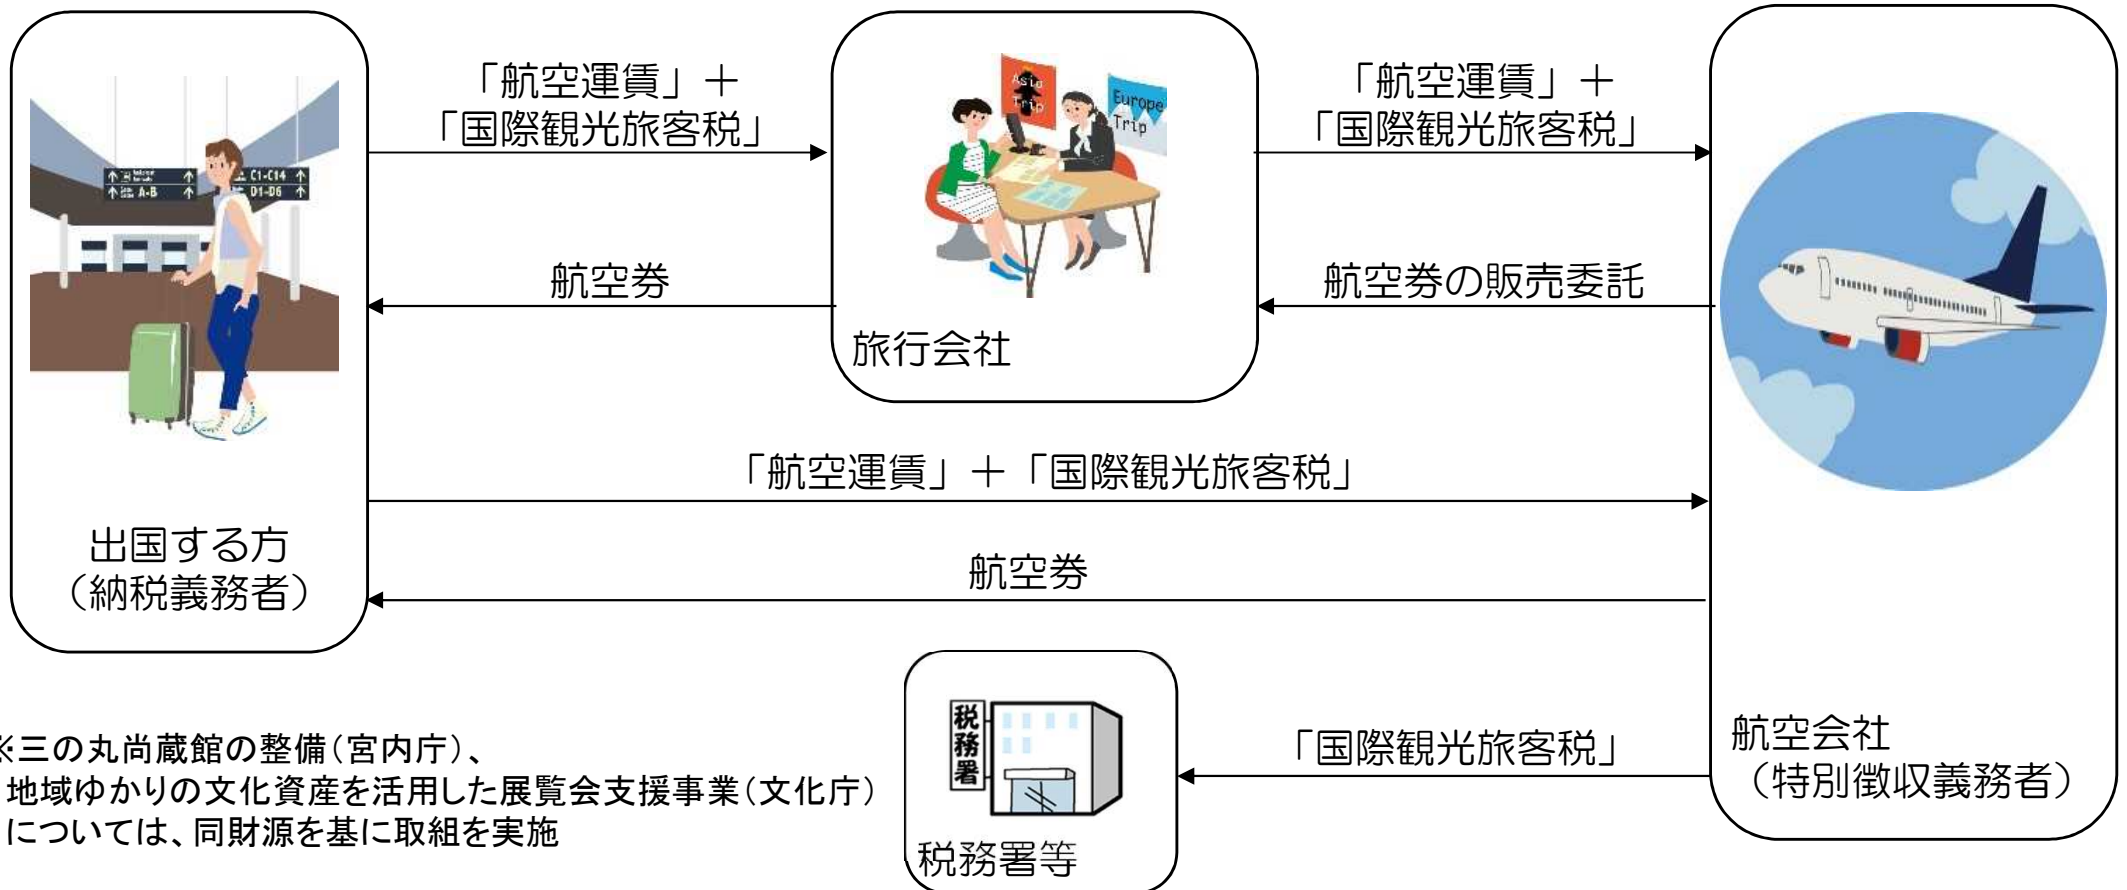 「航空運賃」＋
「国際観光旅客税」
「航空運賃」＋
「国際観光旅客税」
Asia
Trip
Europe
Trip
C1-C14
A-B
D1-D6
航空券
航空券の販売委託
旅行会社
「航空運賃」＋「国際観光旅客税」
出国する方
（納税義務者）
航空券
税務署
「国際観光旅客税」
航空会社
（特別徴収義務者）
税務署等
※三の丸尚蔵館の整備（宮内庁）、
地域ゆかりの文化資産を活用した展覧会支援事業（文化庁）
については、同財源を基に取組を実施